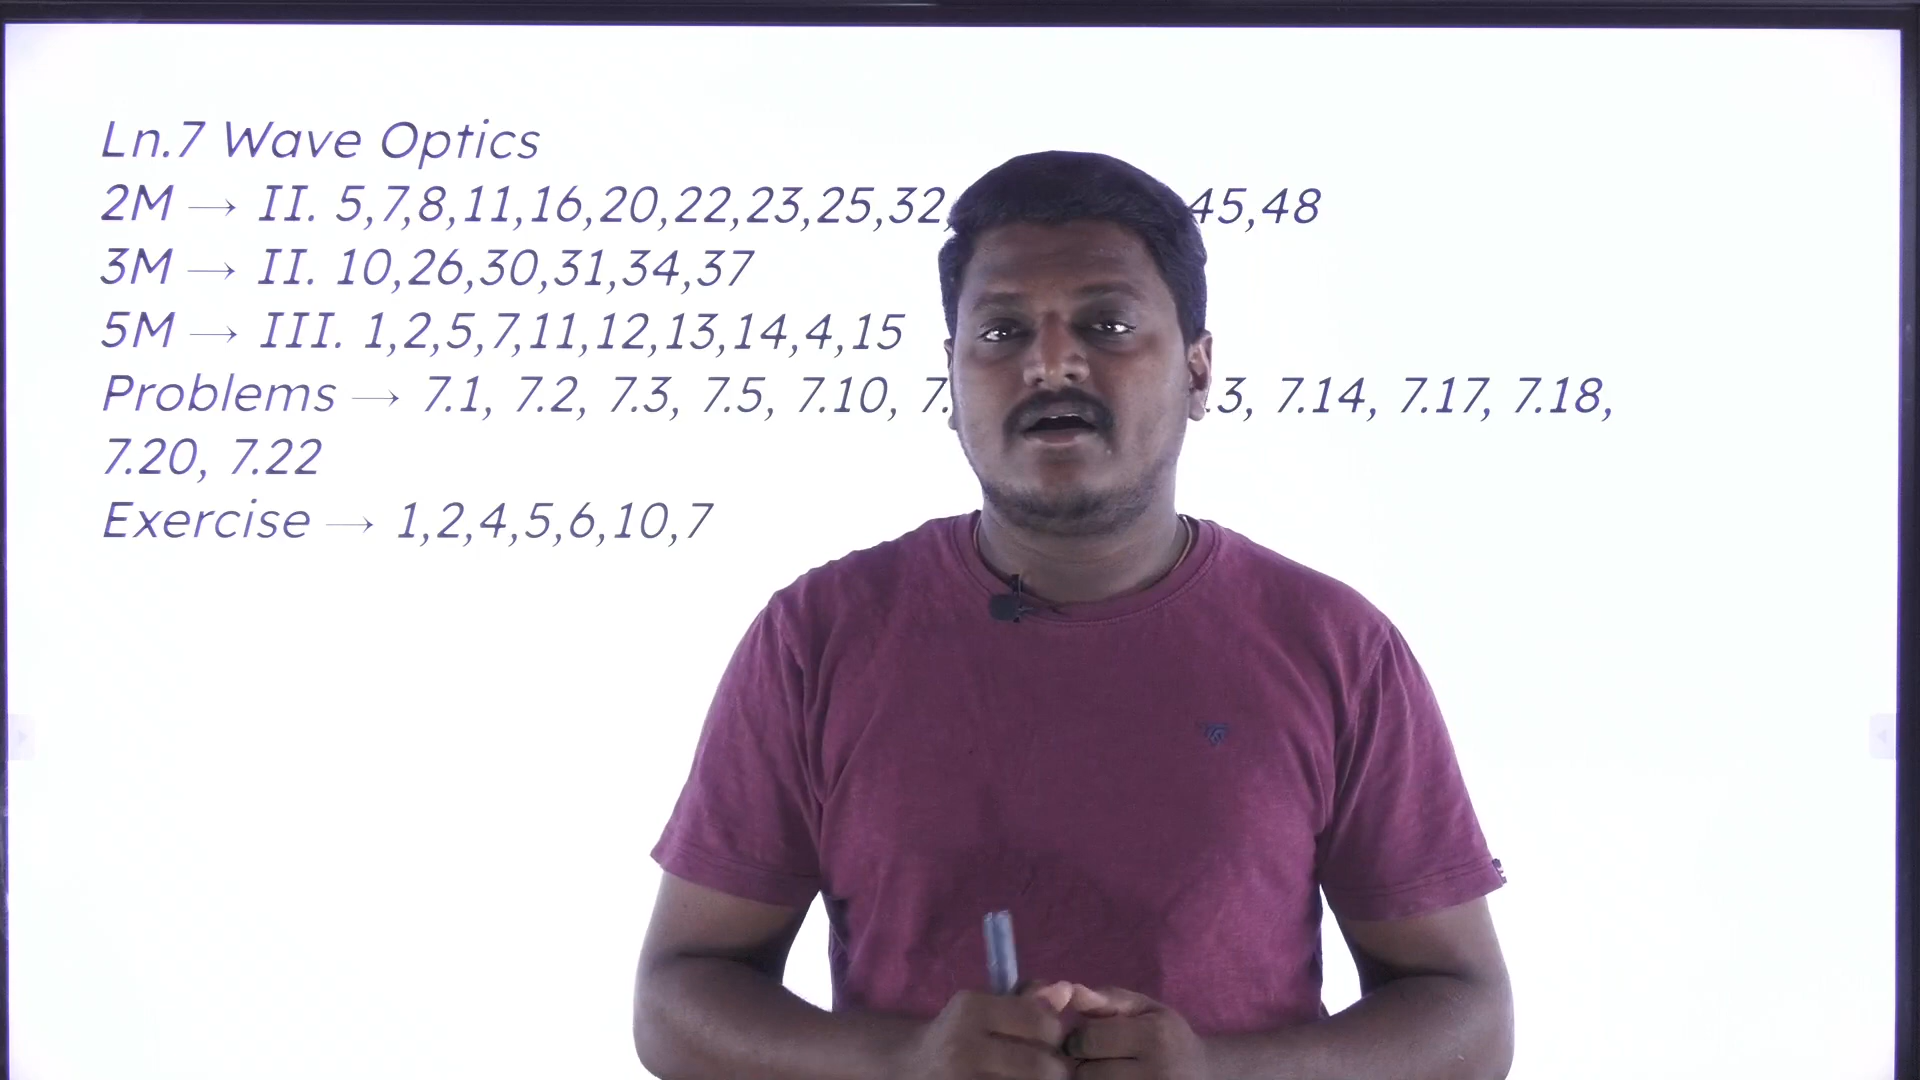 Ln.7 Wave Optics
2M → II. 5,7,8,11,16,20,22,23,25,32, 45,48
3M → II. 10,26,30,31,34,37
5M → III. 1,2,5,7,11,12,13,14,4,15
Problems → 7.1, 7.2, 7.3, 7.5, 7.10, 7. .3, 7.14, 7.17, 7.18,
7.20, 7.22
Exercise → 1,2,4,5,6,10,7